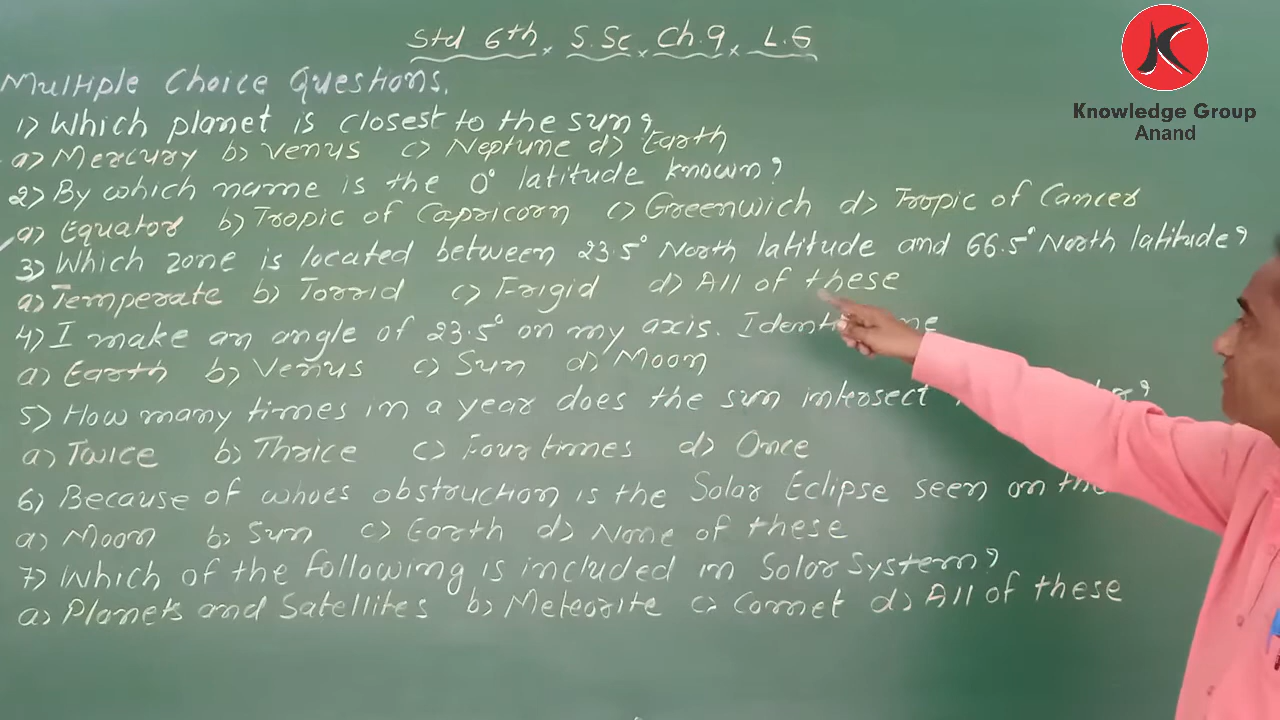 Std 6th x S.Sc x Ch.9 x L.6
Knowledge Group
Anand
Multiple Choice Questions.
1) Which planet is closest to the sun?
a) Mercury b) Venus c) Neptune d) Earth
2) By which name is the 0° latitude known?
a) Equator b) Tropic of Capricorn c) Greenwich d) Tropic of Cancer
3) Which zone is located between 23.5° North latitude and 66.5° North latitude?
a) Temperate b) Torrid c) Frigid d) All of these
4) I make an angle of 23.5° on my axis. me
a) Earth b) Venus c) Sun d) Moon
5) How many times in a year does the sun intersect
a) Twice b) Thrice c) Four times d) Once
6) Because of whoes obstruction is the Solar Eclipse seen on the
a) Moon b) Sun c) Earth d) None of these
7) Which of the following is included in Solar System?
a) Planets and Satellites b) Meteorite c) Comet d) All of these